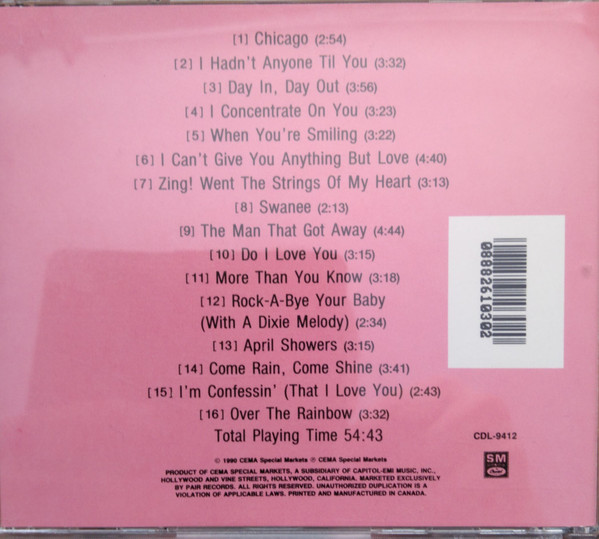 [1] Chicago (2:54)
[2] I Hadn't Anyone Til You (3:32)
[3] Day In, Day Out (3:56)
[4] I Concentrate On You (3:23)
[5] When You're Smiling (3:22)
[6] I Can't Give You Anything But Love (4:40)
[7] Zing! Went The Strings Of My Heart (3:13)
[8] Swanee (2:13)
[9] The Man That Got Away (4:44)
[10] Do I Love You (3:15)
[11] More Than You Know (3:18)
[12] Rock-A-Bye Your Baby
(With A Dixie Melody) (2:34)
[13] April Showers (3:15)
[14] Come Rain, Come Shine (3:41)
[15] I'm Confessin' (That I Love You) (2:43)
[16] Over The Rainbow (3:32)
Total Playing Time 54:43
08882610302
CDL-9412
SM
© 1990 CEMA Special Markets ℗ CEMA Special Markets
PRODUCT OF CEMA SPECIAL MARKETS, A SUBSIDIARY OF CAPITOL-EMI MUSIC, INC.,
HOLLYWOOD AND VINE STREETS, HOLLYWOOD, CALIFORNIA. MARKETED EXCLUSIVELY
BY PAIR RECORDS. ALL RIGHTS RESERVED. UNAUTHORIZED DUPLICATION IS A
VIOLATION OF APPLICABLE LAWS. PRINTED AND MANUFACTURED IN CANADA.